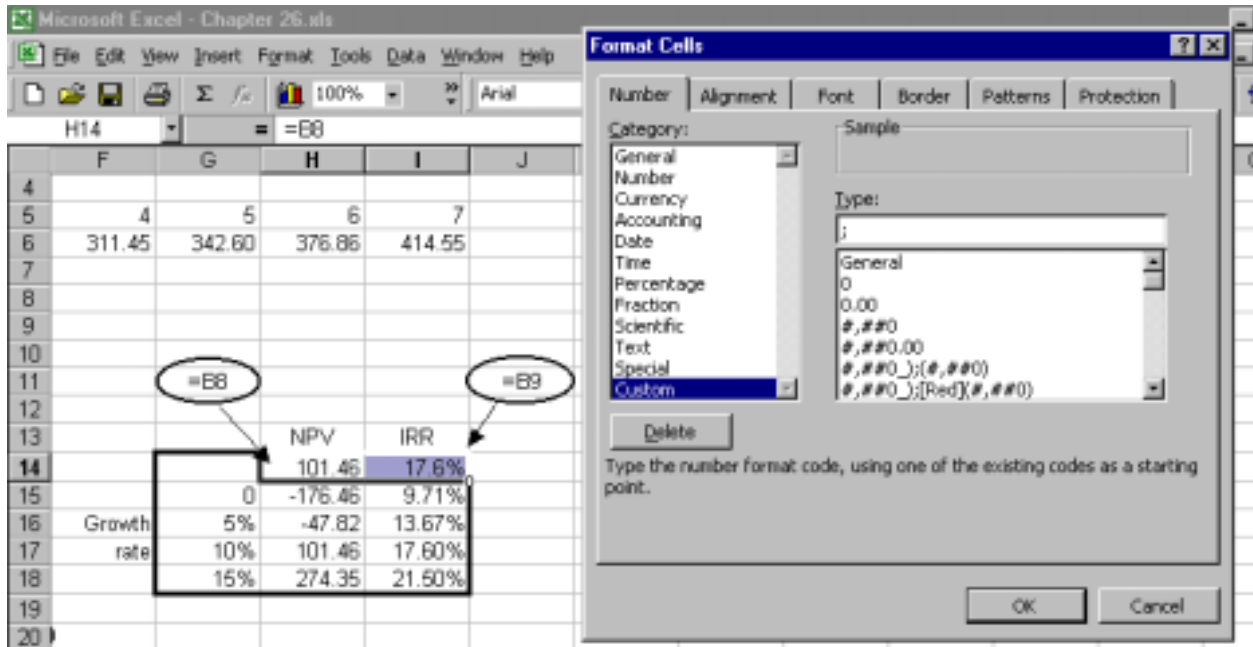 Microsoft Excel - Chapter 26.xls
File Edit View Insert Format Tools Data Window Help
100% Arial
H14 = =B8
F G H I J
4
5 4 5 6 7
6 311.45 342.60 376.86 414.55
7
8
9
10
11 =B8 =B9
12
13 NPV IRR
14 101.46 17.6%
15 0 -176.46 9.71%
16 Growth 5% -47.82 13.67%
17 rate 10% 101.46 17.60%
18 15% 274.35 21.50%
19
20
Format Cells
Number Alignment Font Border Patterns Protection
Category:
General
Number
Currency
Accounting
Date
Time
Percentage
Fraction
Scientific
Text
Special
Custom
Sample
Type:
;
General
0
0.00
#,##0
#,##0.00
#,##0_);(#,##0)
#,##0_);[Red](#,##0)
Delete
Type the number format code, using one of the existing codes as a starting
point.
OK Cancel